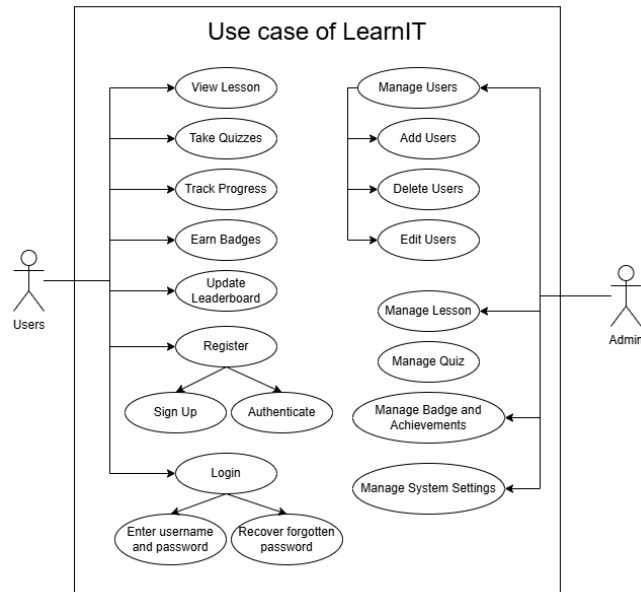 Use case of LearnIT
View Lesson
Take Quizzes
Track Progress
Earn Badges
Update
Leaderboard
Register
Sign Up
Authenticate
Login
Enter username
and password
Recover forgotten
password
Users
Manage Users
Add Users
Delete Users
Edit Users
Manage Lesson
Manage Quiz
Manage Badge and
Achievements
Manage System Settings
Admin